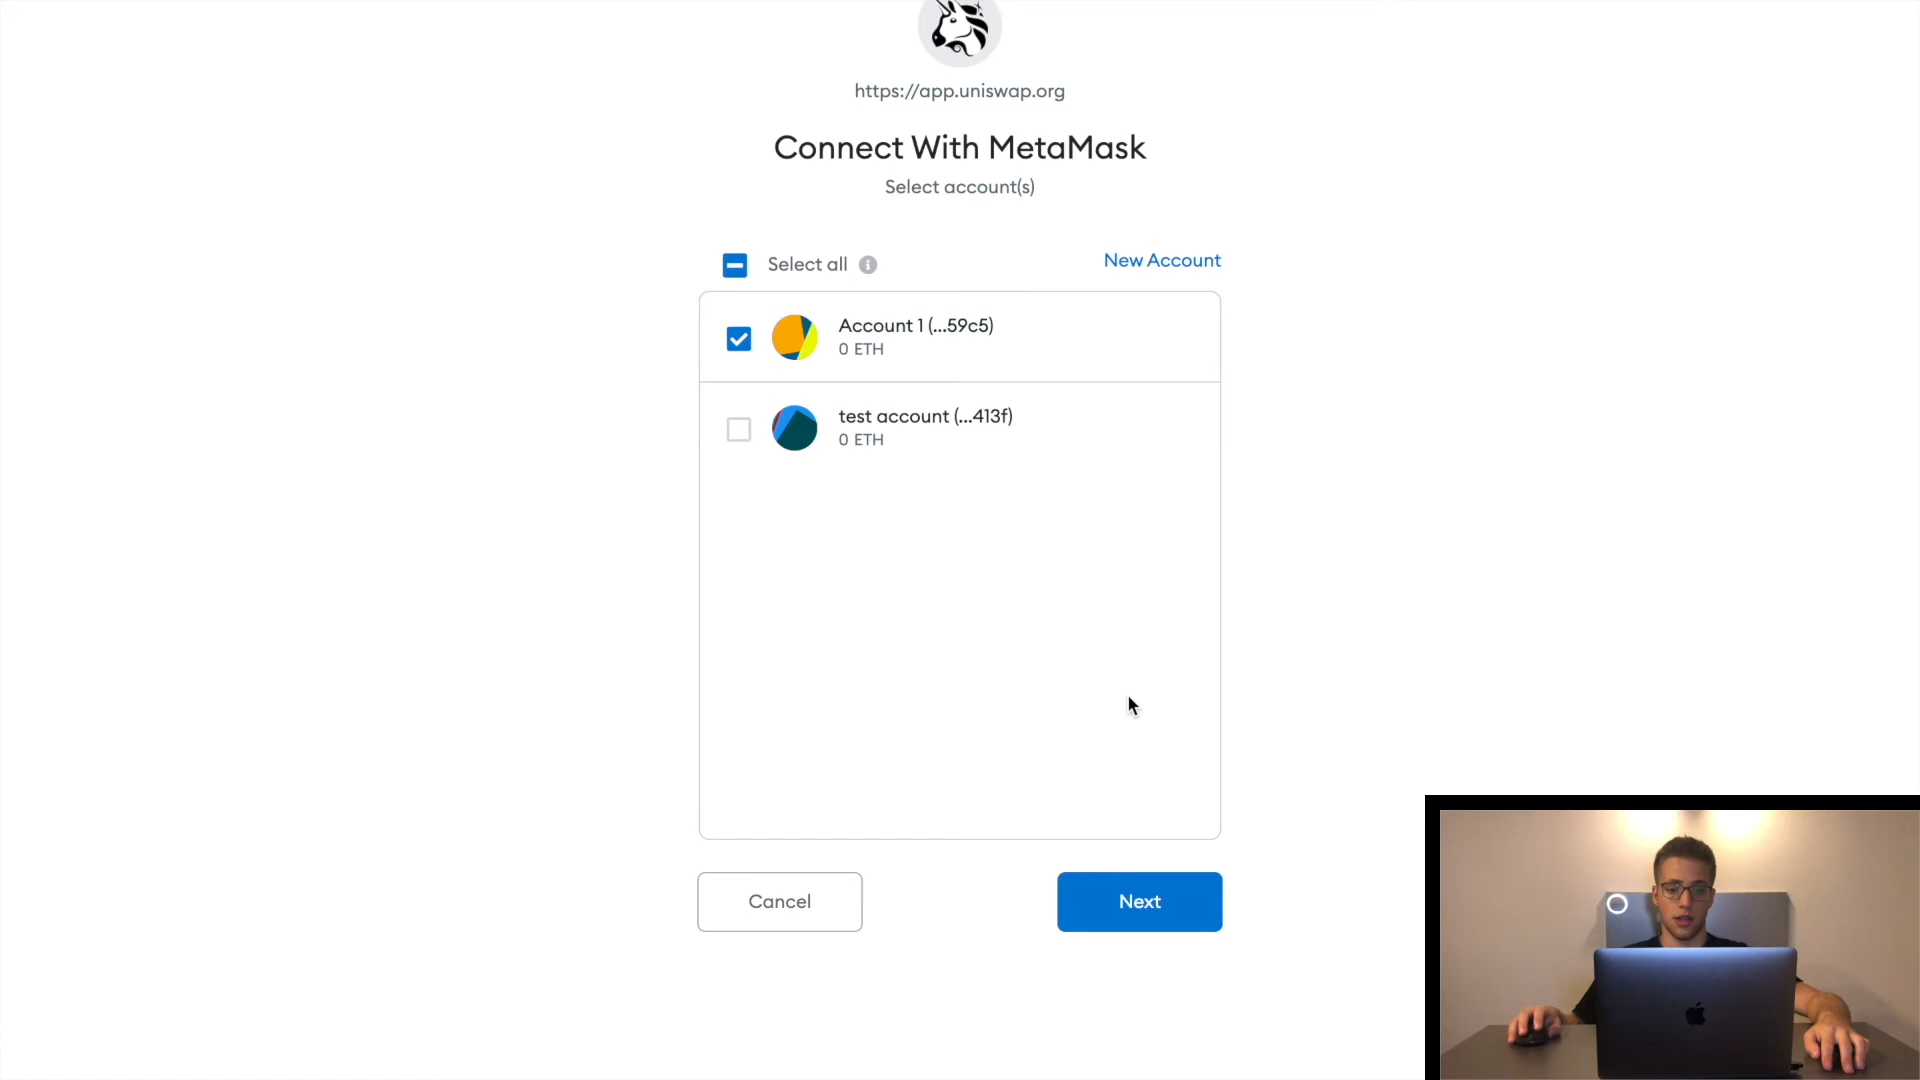 https://app.uniswap.org
Connect With MetaMask
Select account(s)
Select all
New Account
Account 1 (...59c5)
0 ETH
test account (...413f)
0 ETH
Cancel
Next